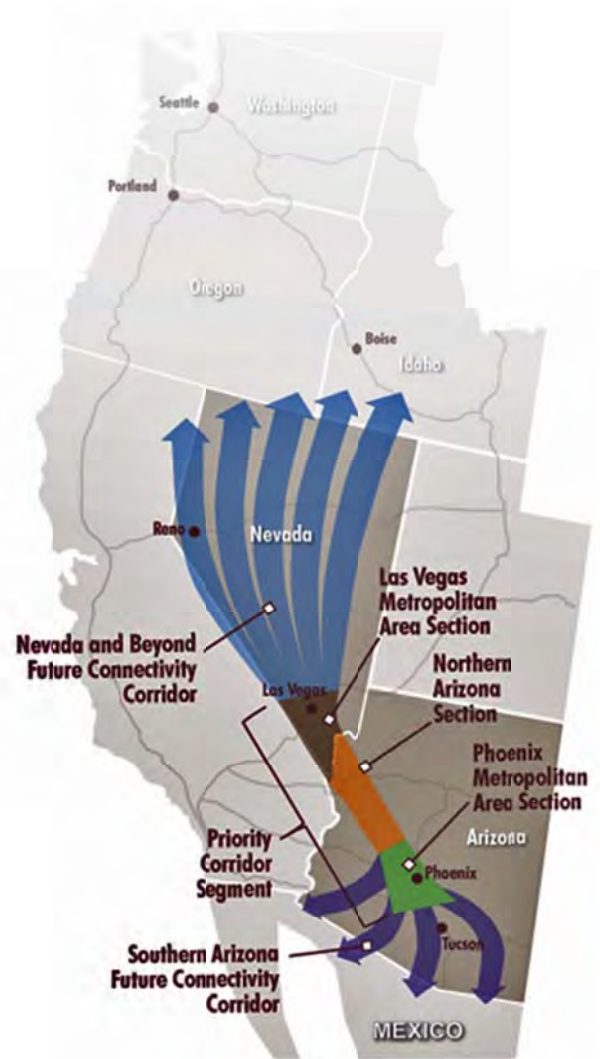 Seattle
Washington
Portland
Oregon
Boise
Idaho
Reno
Nevada
Las Vegas
Metropolitan
Area Section
Nevada and Beyond
Future Connectivity
Corridor
Northern
Arizona
Section
Las Vegas
Phoenix
Metropolitan
Area Section
Priority
Corridor
Segment
Arizona
Phoenix
Tucson
Southern Arizona
Future Connectivity
Corridor
MEXICO